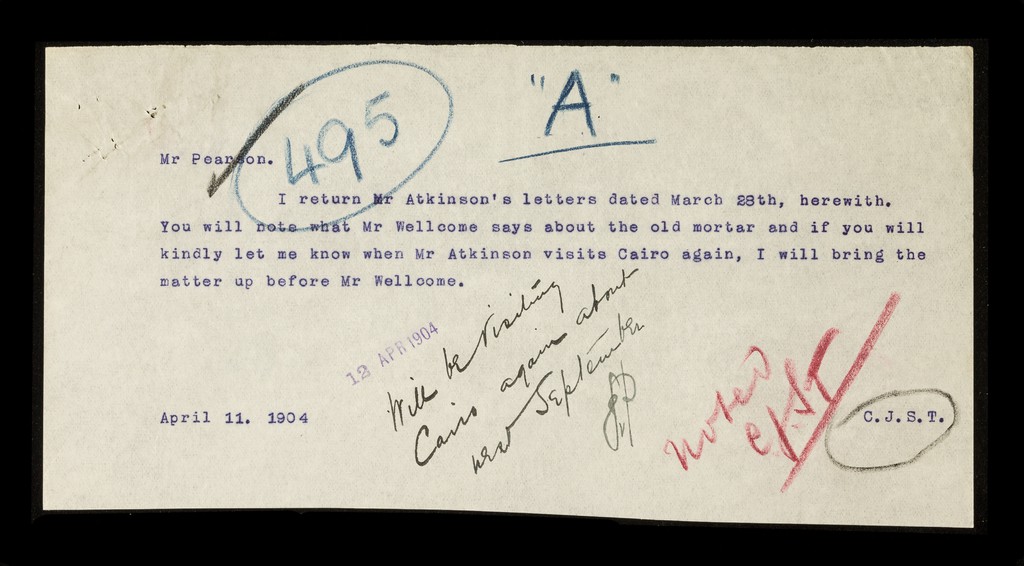 "A"
495
Mr Pearson.
I return Mr Atkinson's letters dated March 28th, herewith.
You will note what Mr Wellcome says about the old mortar and if you will
kindly let me know when Mr Atkinson visits Cairo again, I will bring the
matter up before Mr Wellcome.
12 APR 1904
Will be visiting
Cairo again about
next September
noted
CJST
April 11. 1904
C.J.S.T.